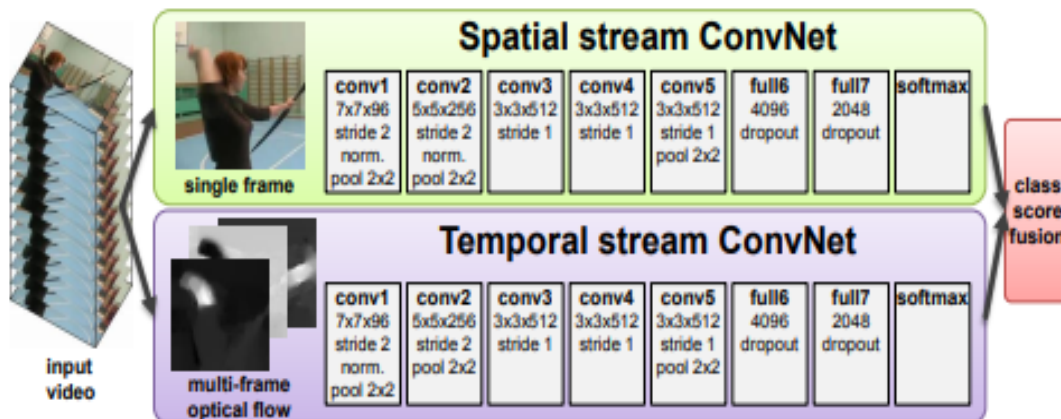 Spatial stream ConvNet
conv1
7x7x96
stride 2
norm.
pool 2x2
conv2
5x5x256
stride 2
norm.
pool 2x2
conv3
3x3x512
stride 1
conv4
3x3x512
stride 1
conv5
3x3x512
stride 1
pool 2x2
full6
4096
dropout
full7
2048
dropout
softmax
single frame
Temporal stream ConvNet
conv1
7x7x96
stride 2
norm.
pool 2x2
conv2
5x5x256
stride 2
pool 2x2
conv3
3x3x512
stride 1
conv4
3x3x512
stride 1
conv5
3x3x512
stride 1
pool 2x2
full6
4096
dropout
full7
2048
dropout
softmax
multi-frame
optical flow
input
video
class
score
fusion